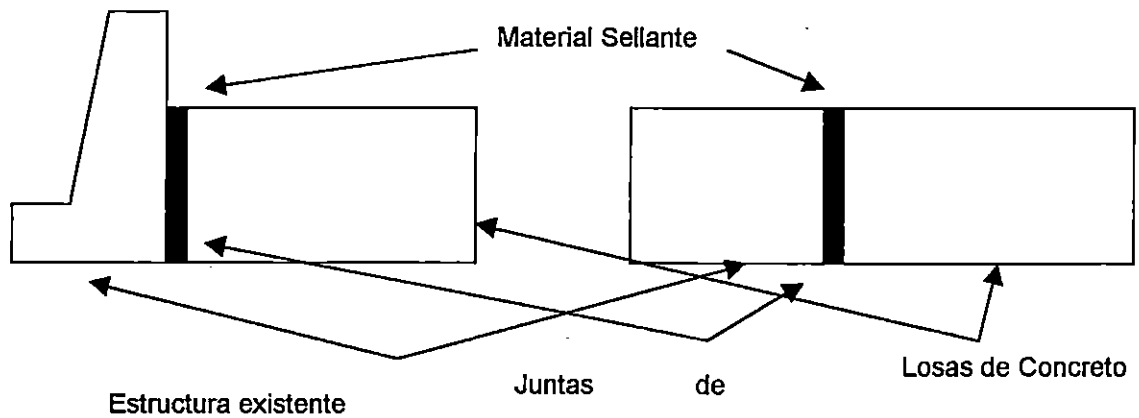 Material Sellante
Losas de Concreto
Juntas de
Estructura existente